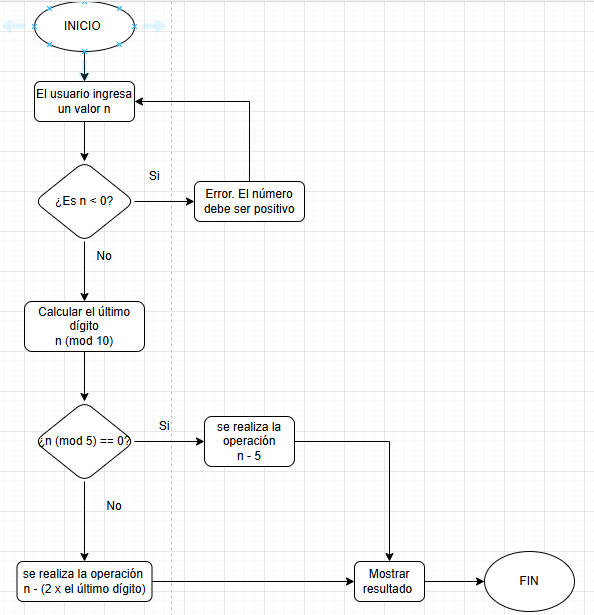 INICIO
El usuario ingresa
un valor n
Si
¿Es n < 0?
Error. El número
debe ser positivo
No
Calcular el último
dígito
n (mod 10)
Si
¿n (mod 5) == 0?
se realiza la
operación
n - 5
No
se realiza la operación
n - (2 x el último dígito)
Mostrar
resultado
FIN